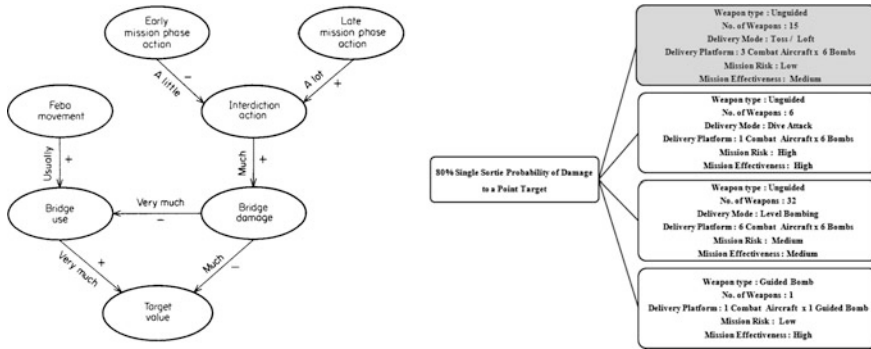 Early
mission phase
action
Late
mission phase
action
−
A little
A lot
+
Feba
movement
Interdiction
action
Usually
+
Much
+
Bridge
use
Very much
−
Bridge
damage
+
Very much
Much
−
Target
value
80% Single Sortie Probability of Damage
to a Point Target
Weapon type : Unguided
No. of Weapons : 15
Delivery Mode : Toss / Loft
Delivery Platform : 3 Combat Aircraft x 6 Bombs
Mission Risk : Low
Mission Effectiveness : Medium
Weapon type : Unguided
No. of Weapons : 6
Delivery Mode : Dive Attack
Delivery Platform : 1 Combat Aircraft x 6 Bombs
Mission Risk : High
Mission Effectiveness : High
Weapon type : Unguided
No. of Weapons : 32
Delivery Mode : Level Bombing
Delivery Platform : 6 Combat Aircraft x 6 Bombs
Mission Risk : Medium
Mission Effectiveness : Medium
Weapon type : Guided Bomb
No. of Weapons : 1
Delivery Platform : 1 Combat Aircraft x 1 Guided Bomb
Mission Risk : Low
Mission Effectiveness : High